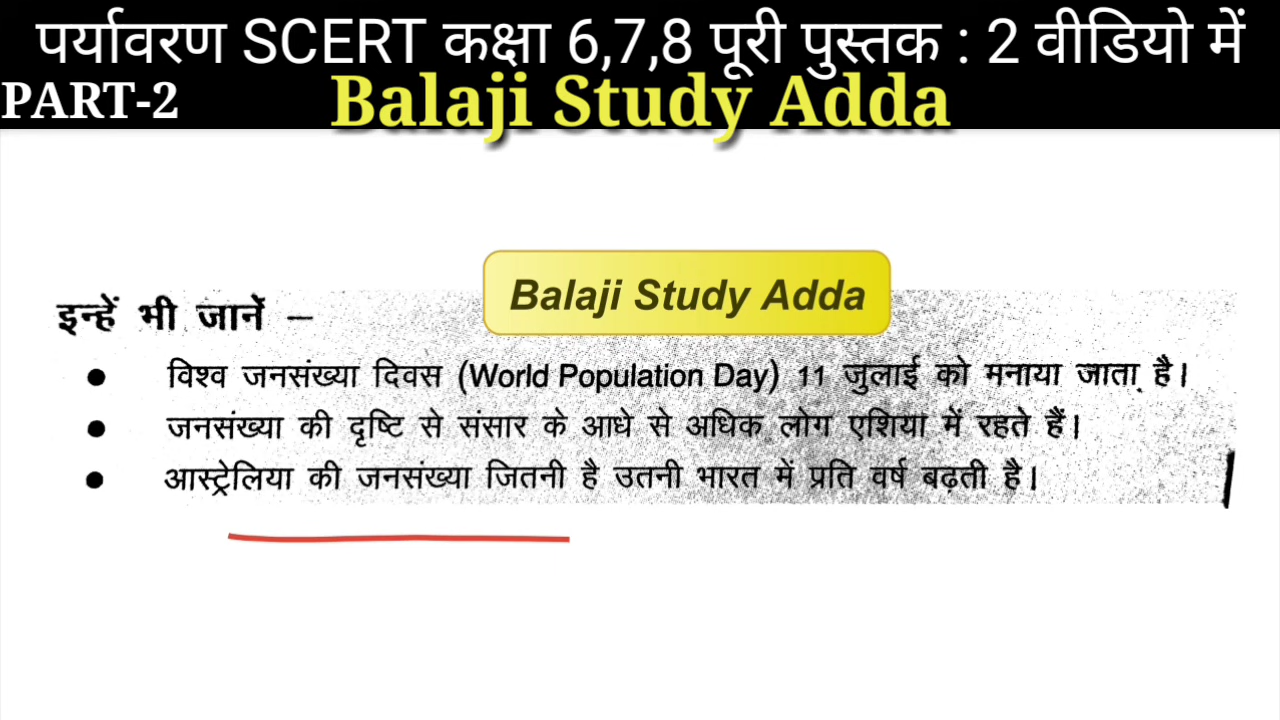 पर्यावरण SCERT कक्षा 6,7,8 पूरी पुस्तक : 2 वीडियो में
PART-2
Balaji Study Adda
Balaji Study Adda
इन्हें भी जानें –
● विश्व जनसंख्या दिवस (World Population Day) 11 जुलाई को मनाया जाता है।
● जनसंख्या की दृष्टि से संसार के आधे से अधिक लोग एशिया में रहते हैं।
● आस्ट्रेलिया की जनसंख्या जितनी है उतनी भारत में प्रति वर्ष बढ़ती है।